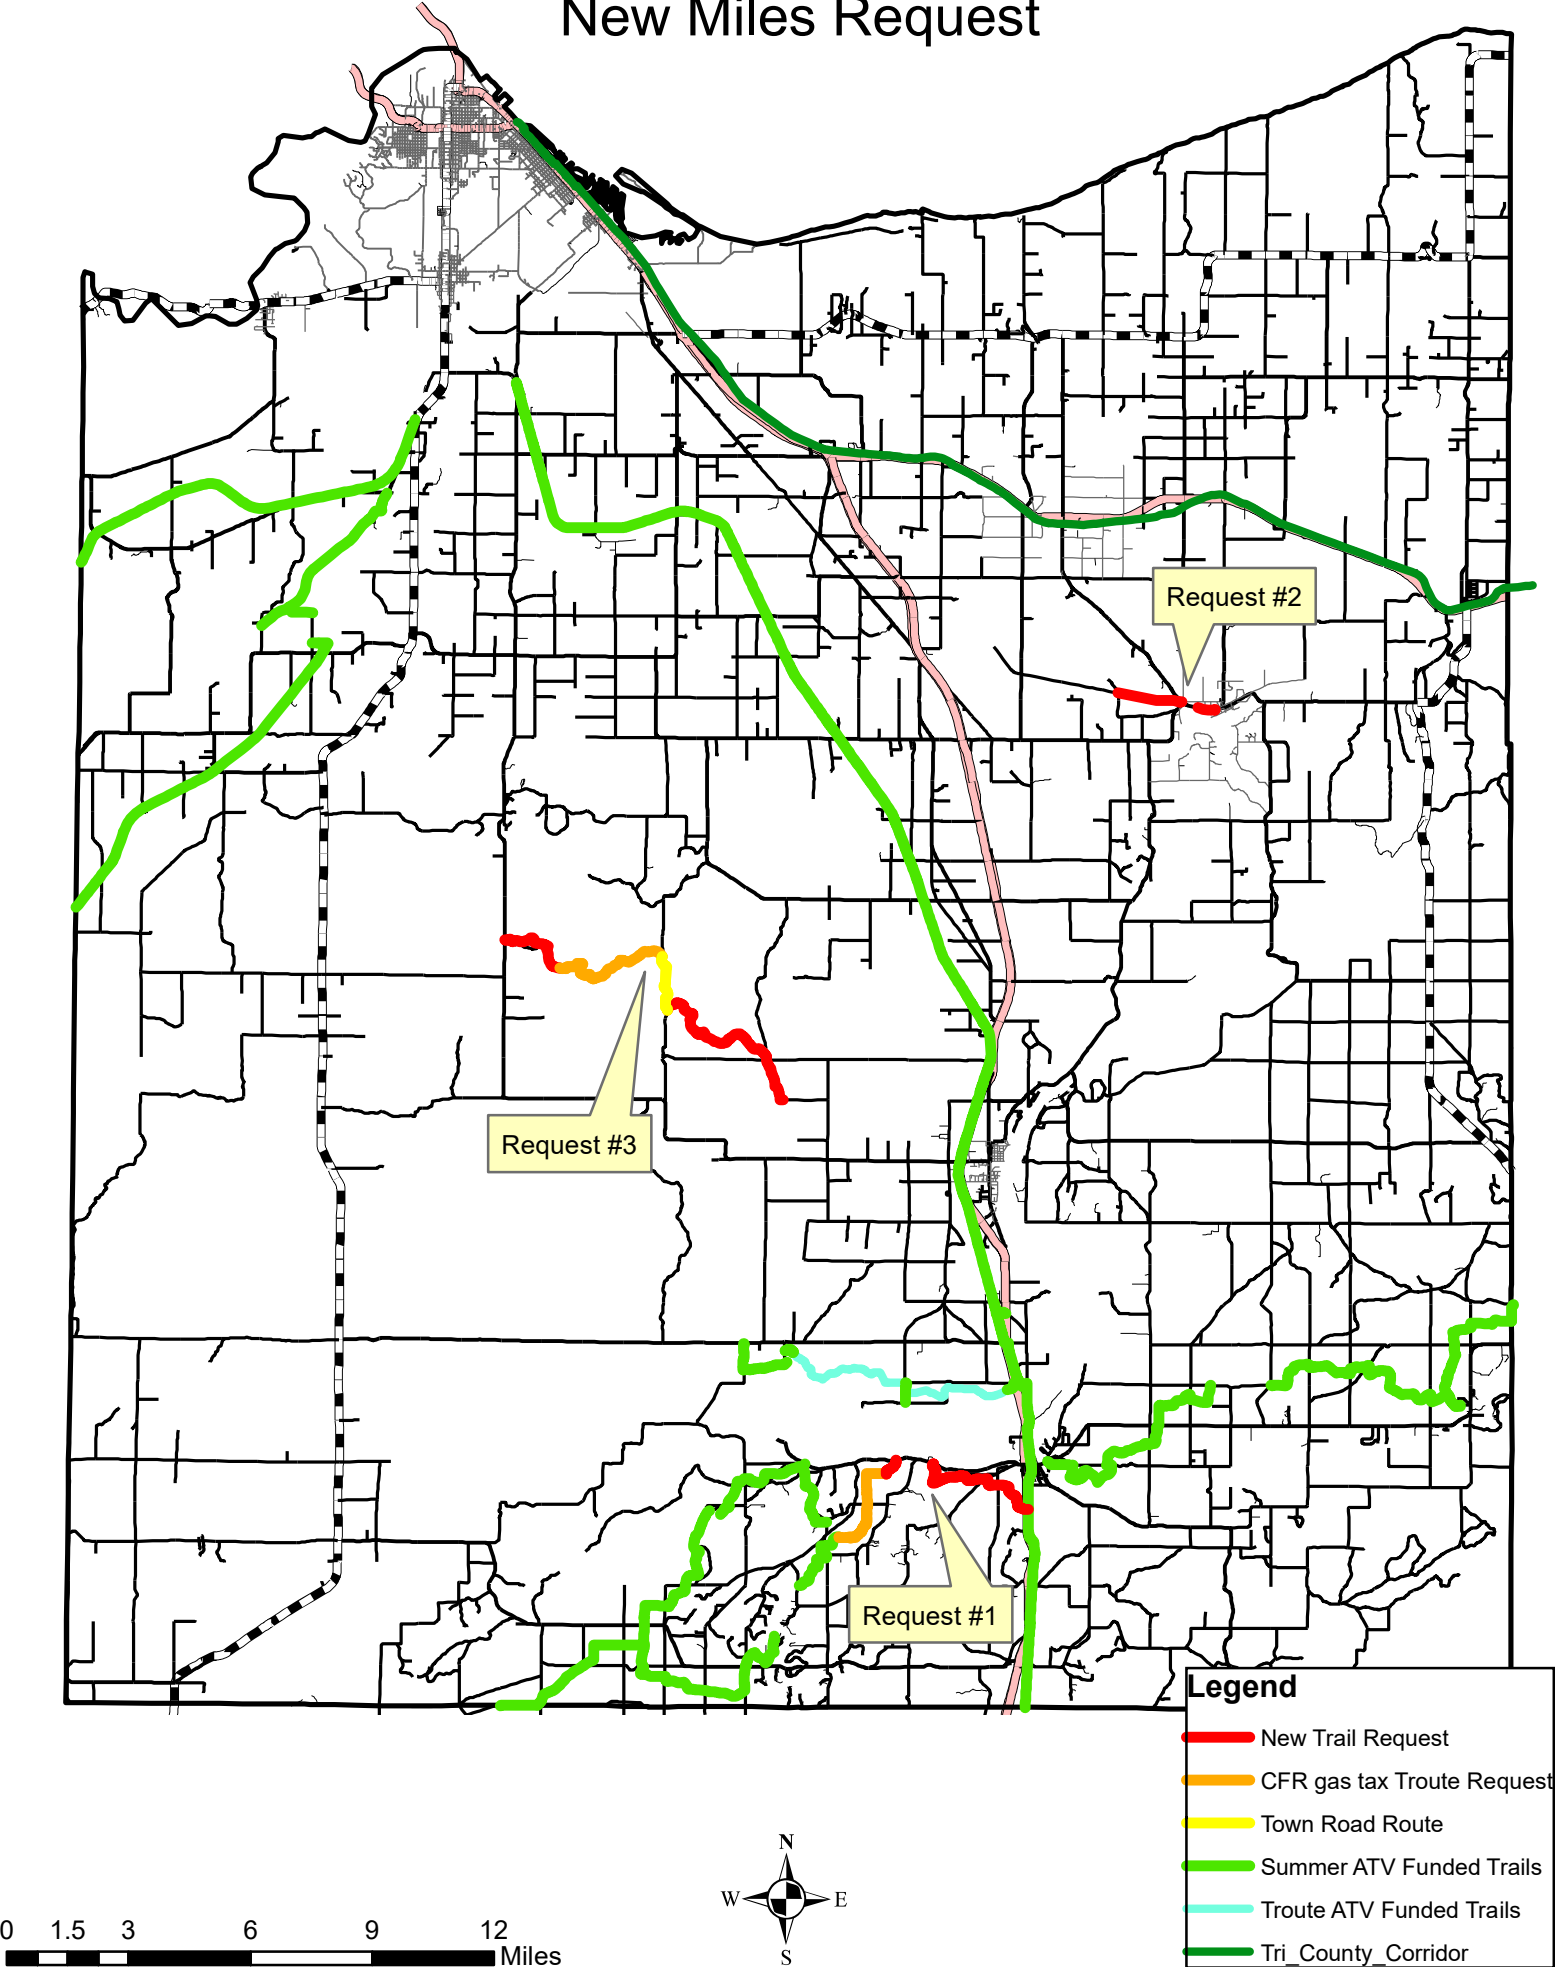 New Miles Request
Request #2
Request #3
Request #1
Legend
New Trail Request
CFR gas tax Troute Request
Town Road Route
Summer ATV Funded Trails
Troute ATV Funded Trails
Tri_County_Corridor
N
W E
S
0 1.5 3 6 9 12
Miles